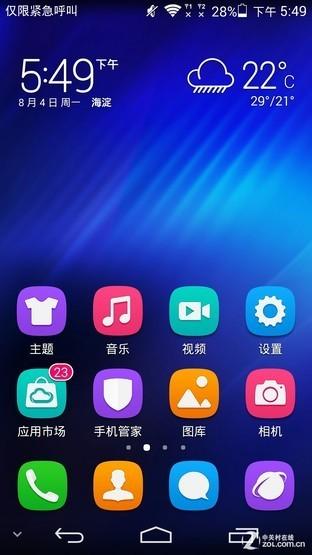 仅限紧急呼叫 28% 下午 5:49
5:49下午
8月4日周一 海淀
22°C
29°/21°
主题 音乐 视频 设置
23
应用市场 手机管家 图库 相机
中关村在线
ZOL.com.cn